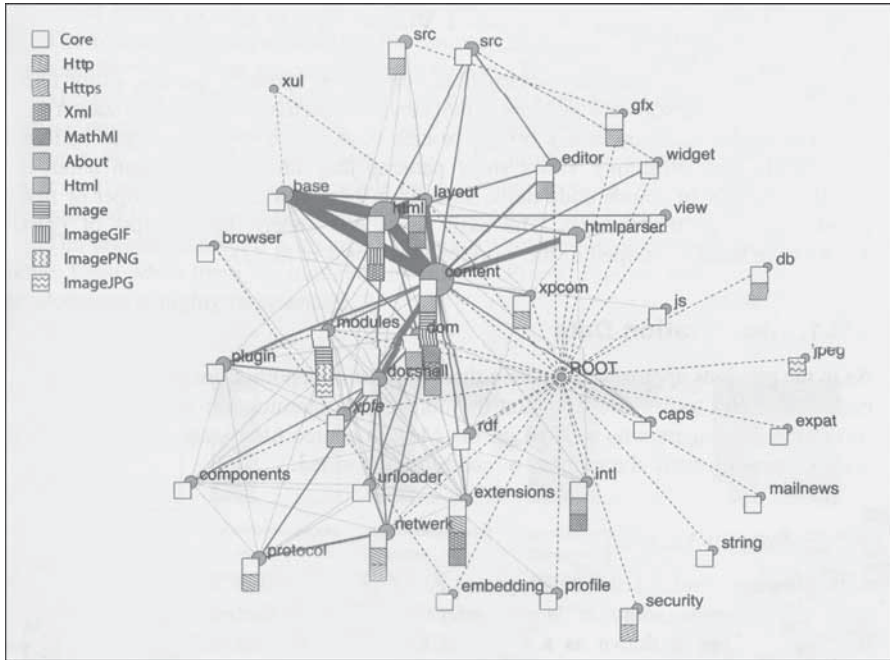 Core
Http
Https
Xml
MathMl
About
Html
Image
ImageGIF
ImagePNG
ImageJPG
src
src
xul
gfx
editor
widget
base
layout
html
view
htmlparser
browser
content
db
xpcom
js
modules
dom
plugin
docshell
ROOT
jpeg
xpfe
rdf
caps
expat
components
uriloader
extensions
intl
mailnews
netwerk
protocol
string
embedding
profile
security